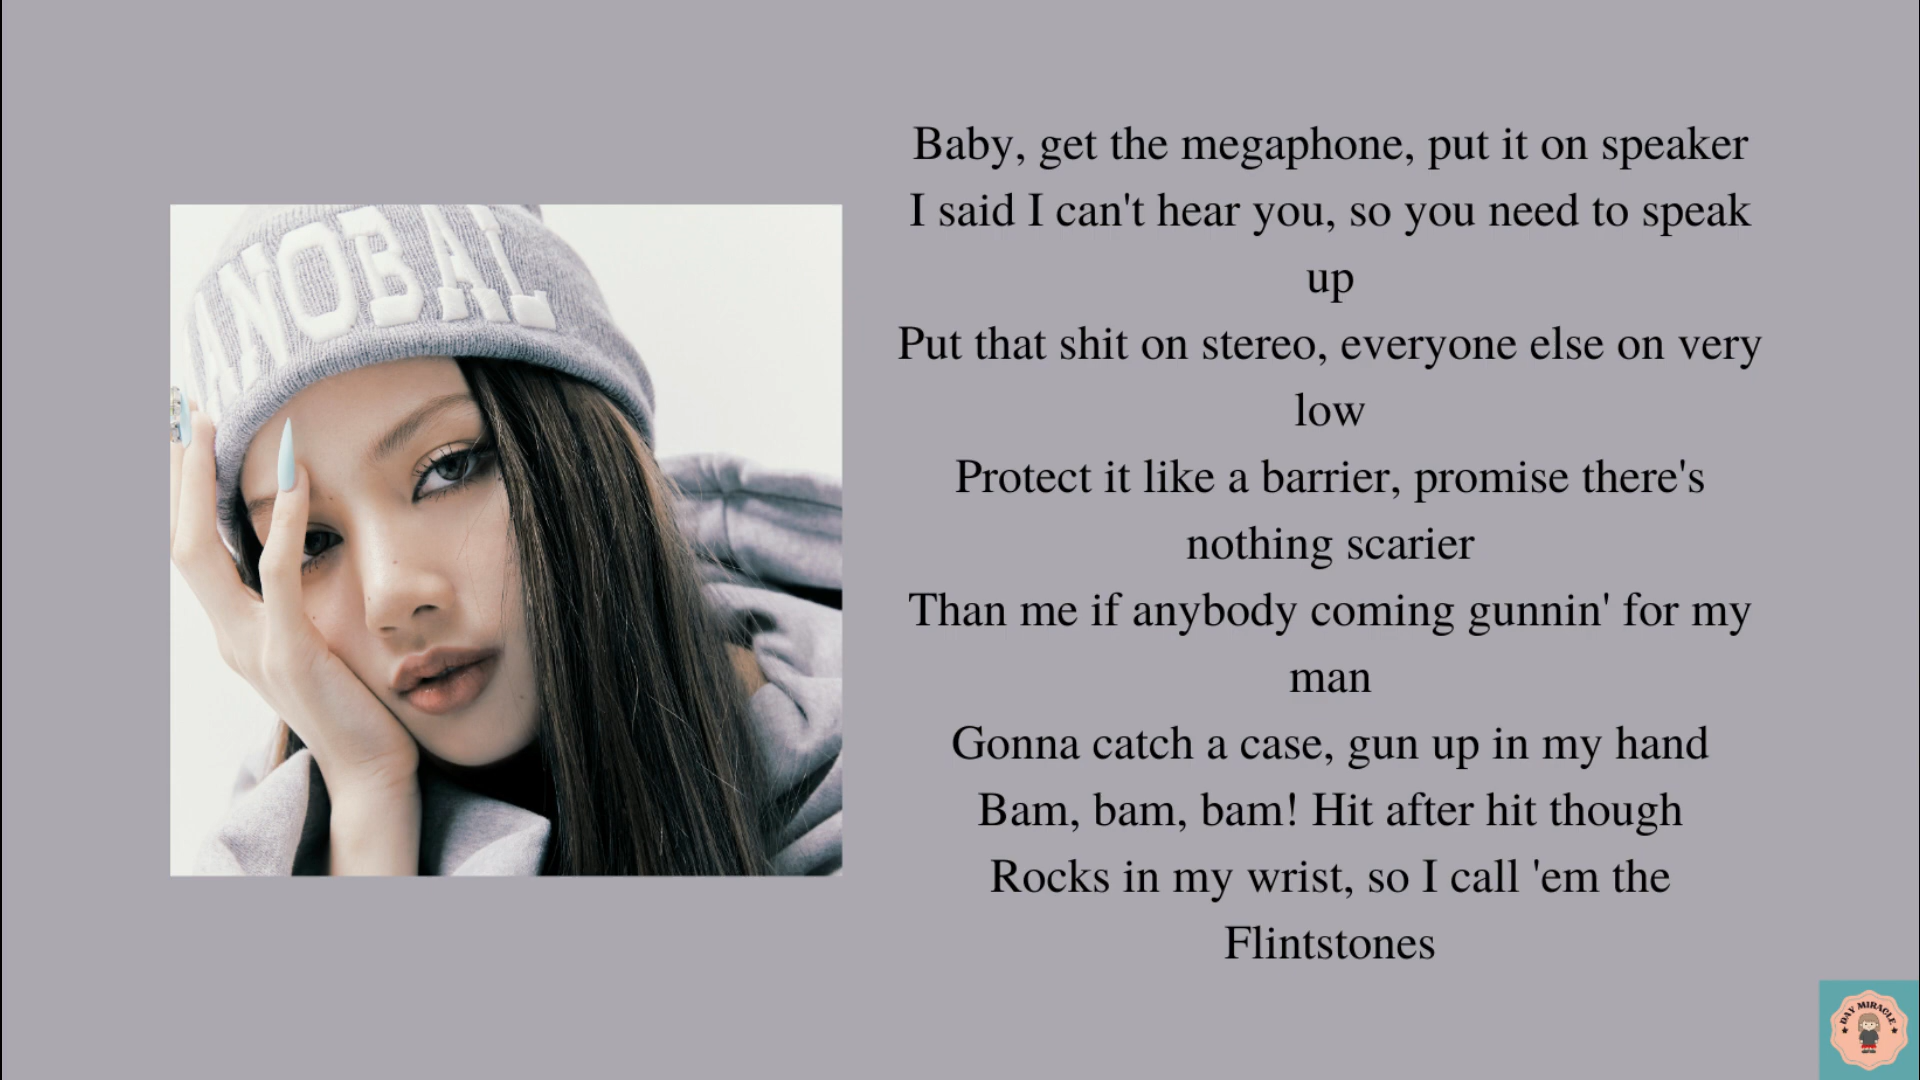 ANOBAL
Baby, get the megaphone, put it on speaker
I said I can't hear you, so you need to speak
up
Put that shit on stereo, everyone else on very
low
Protect it like a barrier, promise there's
nothing scarier
Than me if anybody coming gunnin' for my
man
Gonna catch a case, gun up in my hand
Bam, bam, bam! Hit after hit though
Rocks in my wrist, so I call 'em the
Flintstones
DAY MIRACLE